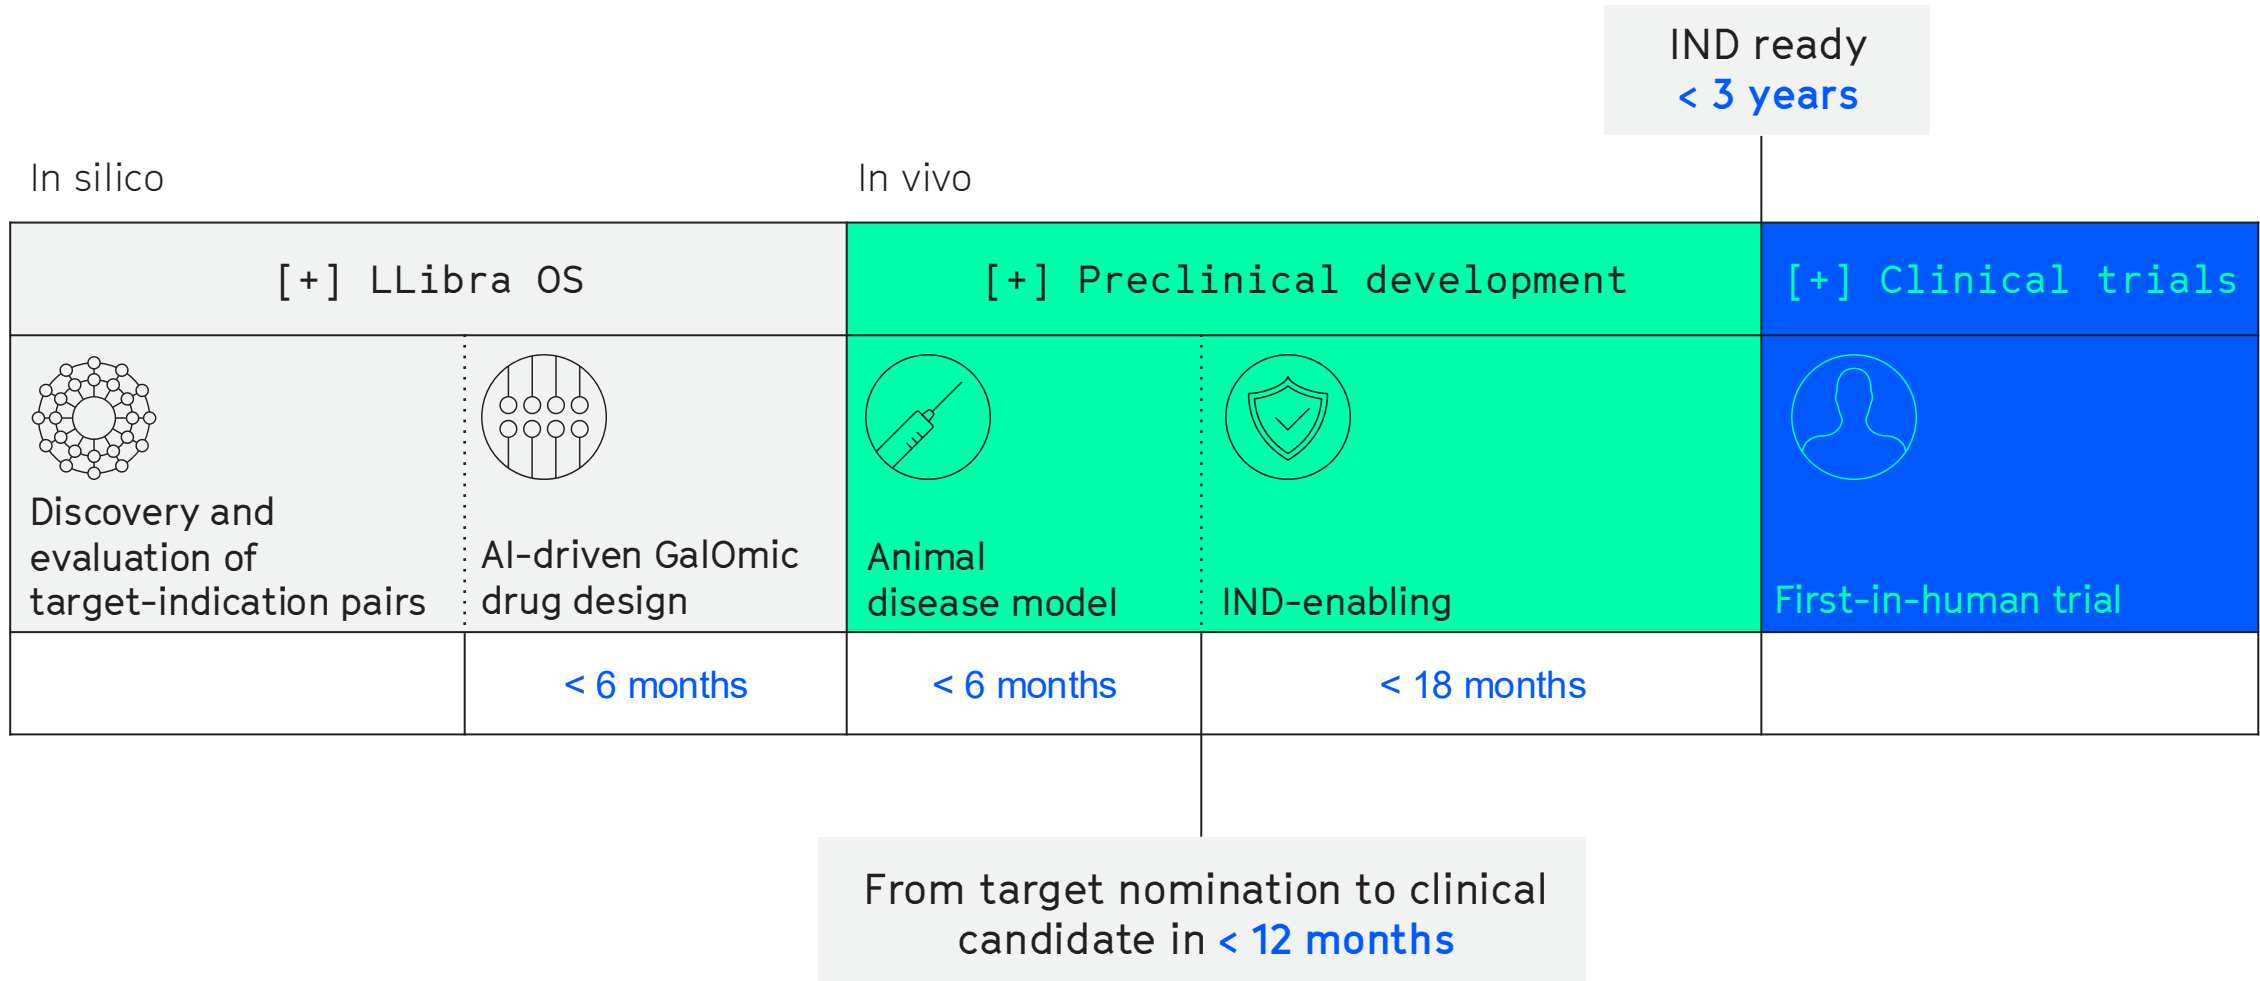 IND ready
< 3 years
In silico
In vivo
[+] LLibra OS
[+] Preclinical development
[+] Clinical trials
Discovery and
evaluation of
target-indication pairs
AI-driven GalOmic
drug design
Animal
disease model
IND-enabling
First-in-human trial
< 6 months
< 6 months
< 18 months
From target nomination to clinical
candidate in < 12 months